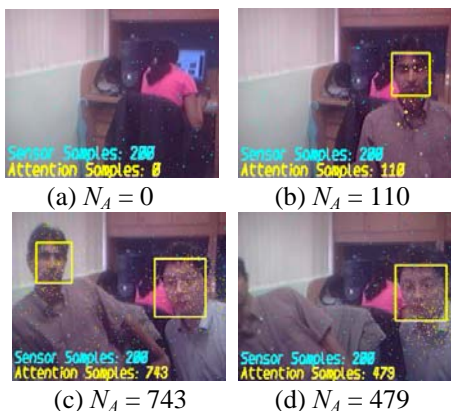 Sensor Samples: 200
Attention Samples: 0
(a) N_A = 0
Sensor Samples: 200
Attention Samples: 110
(b) N_A = 110
Sensor Samples: 200
Attention Samples: 743
(c) N_A = 743
Sensor Samples: 200
Attention Samples: 479
(d) N_A = 479